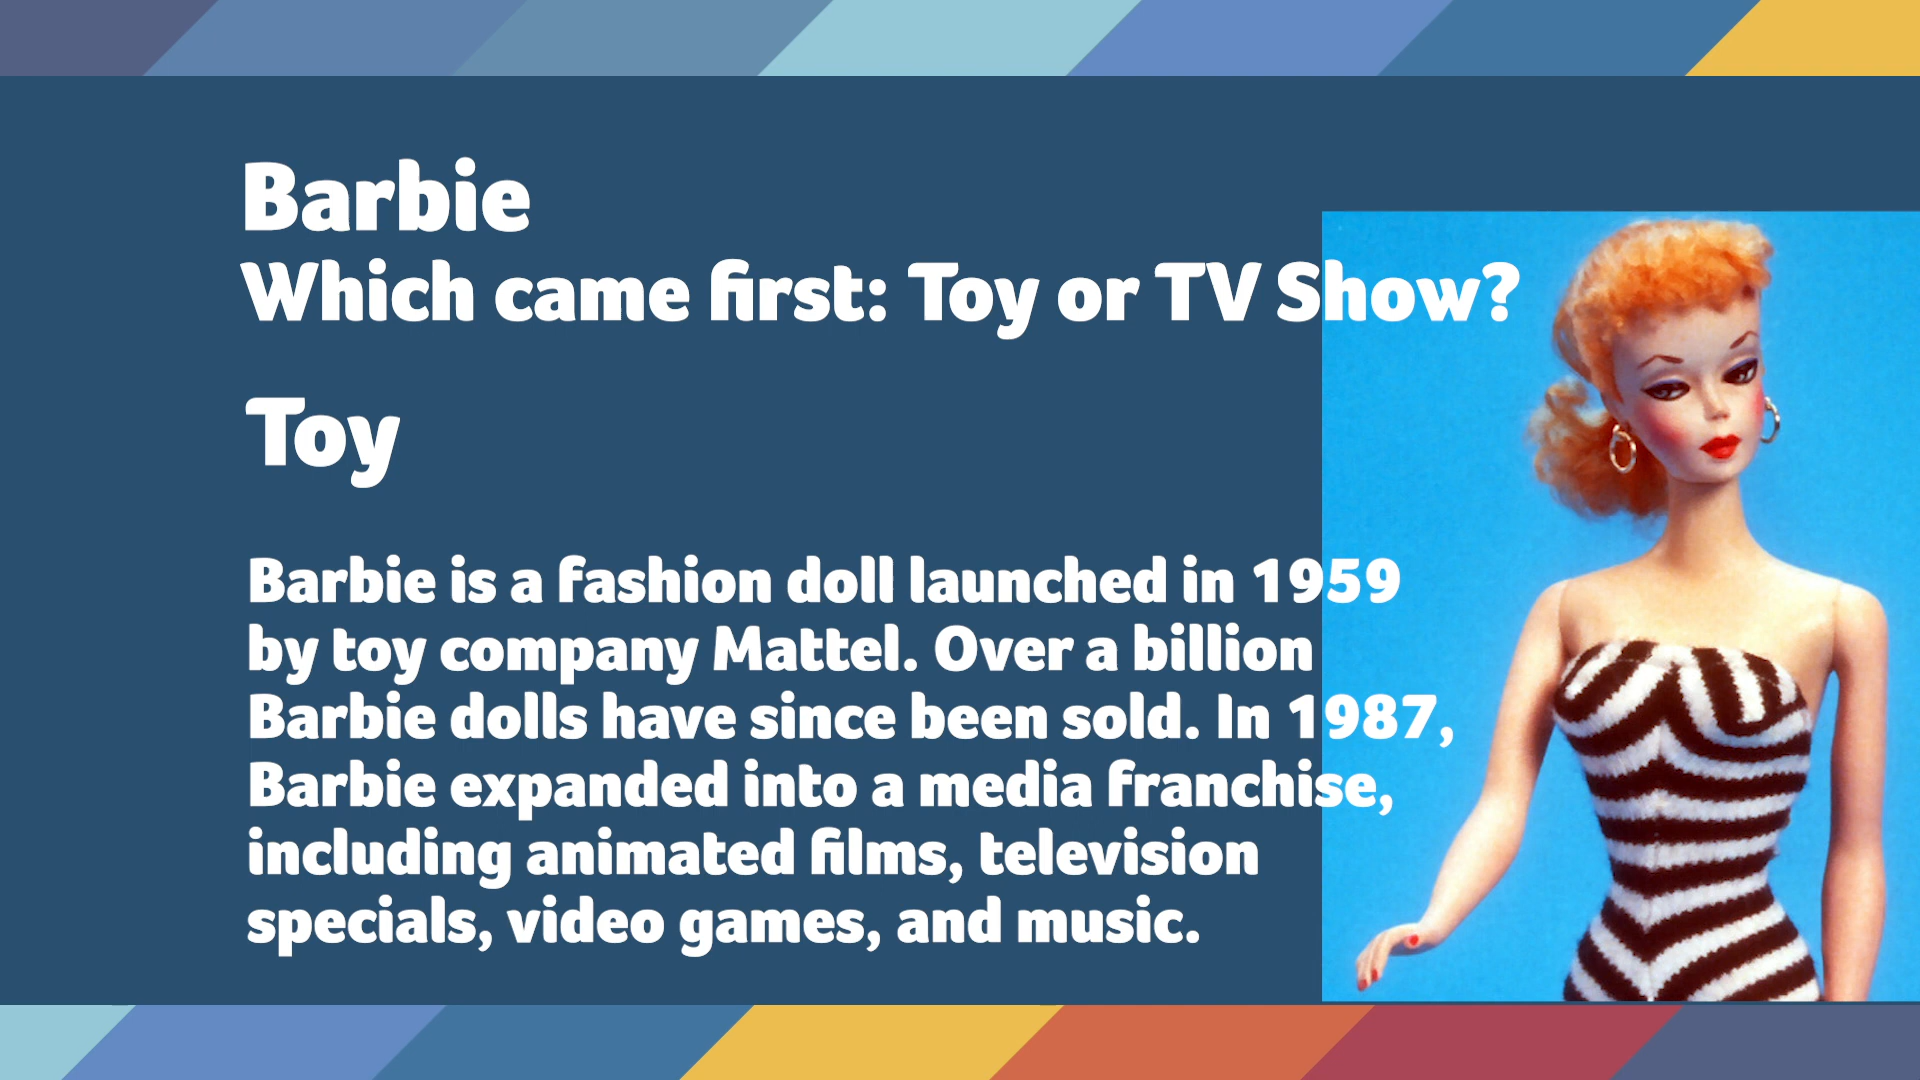 Barbie
Which came first: Toy or TV Show?
Toy
Barbie is a fashion doll launched in 1959
by toy company Mattel. Over a billion
Barbie dolls have since been sold. In 1987,
Barbie expanded into a media franchise,
including animated films, television
specials, video games, and music.